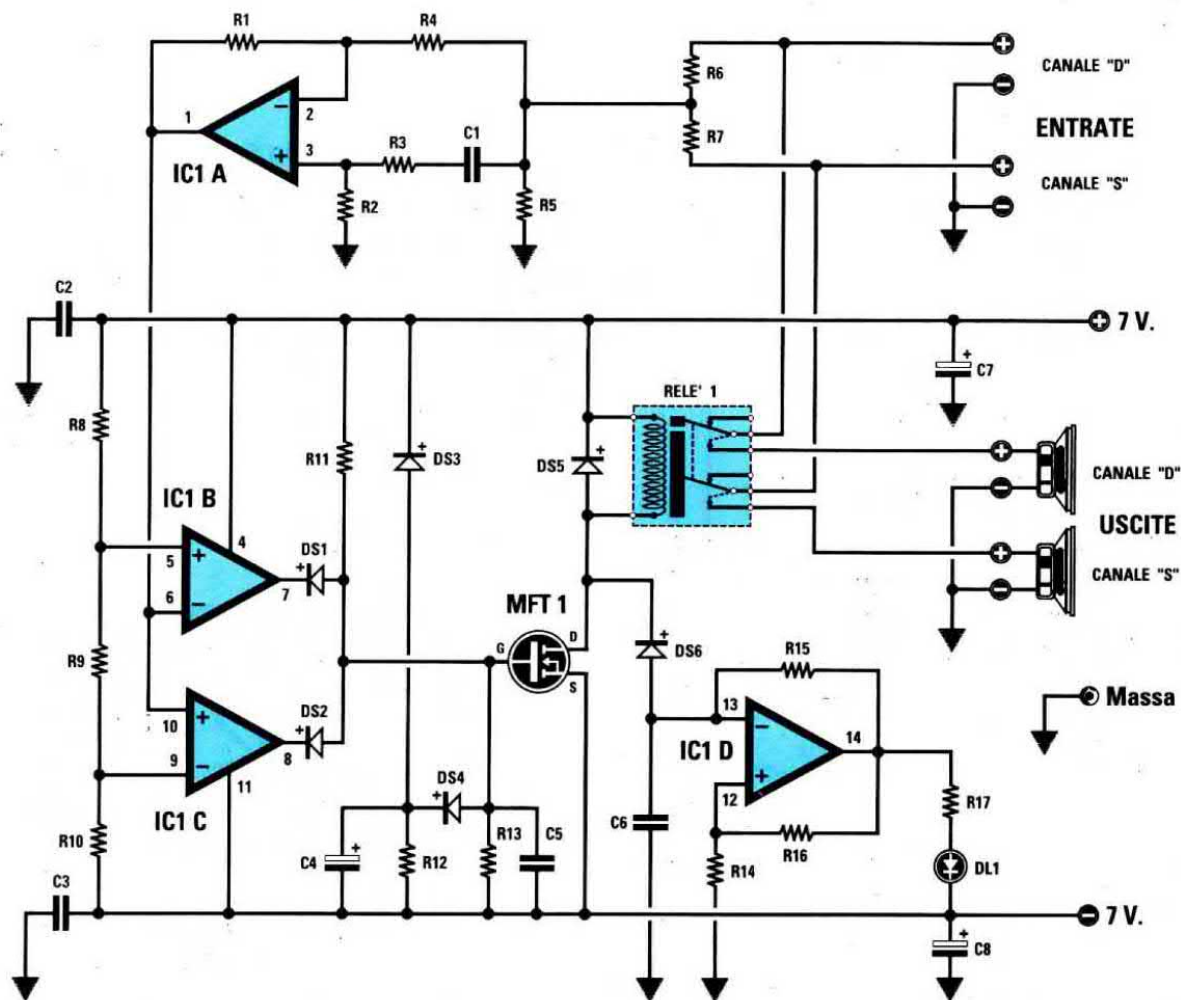 R1
R4
R6
CANALE "D"
ENTRATE
1
2
3
IC1 A
R3
C1
R7
R2
R5
CANALE "S"
C2
7 V.
C7
RELE' 1
R8
R11
DS3
DS5
CANALE "D"
USCITE
CANALE "S"
IC1 B
4
5
6
7
DS1
MFT 1
G
D
S
R9
DS6
R15
Massa
10
9
8
11
DS2
IC1 C
13
14
12
IC1 D
R10
DS4
R13
C5
C6
R17
R16
R14
C4
R12
DL1
C3
7 V.
C8